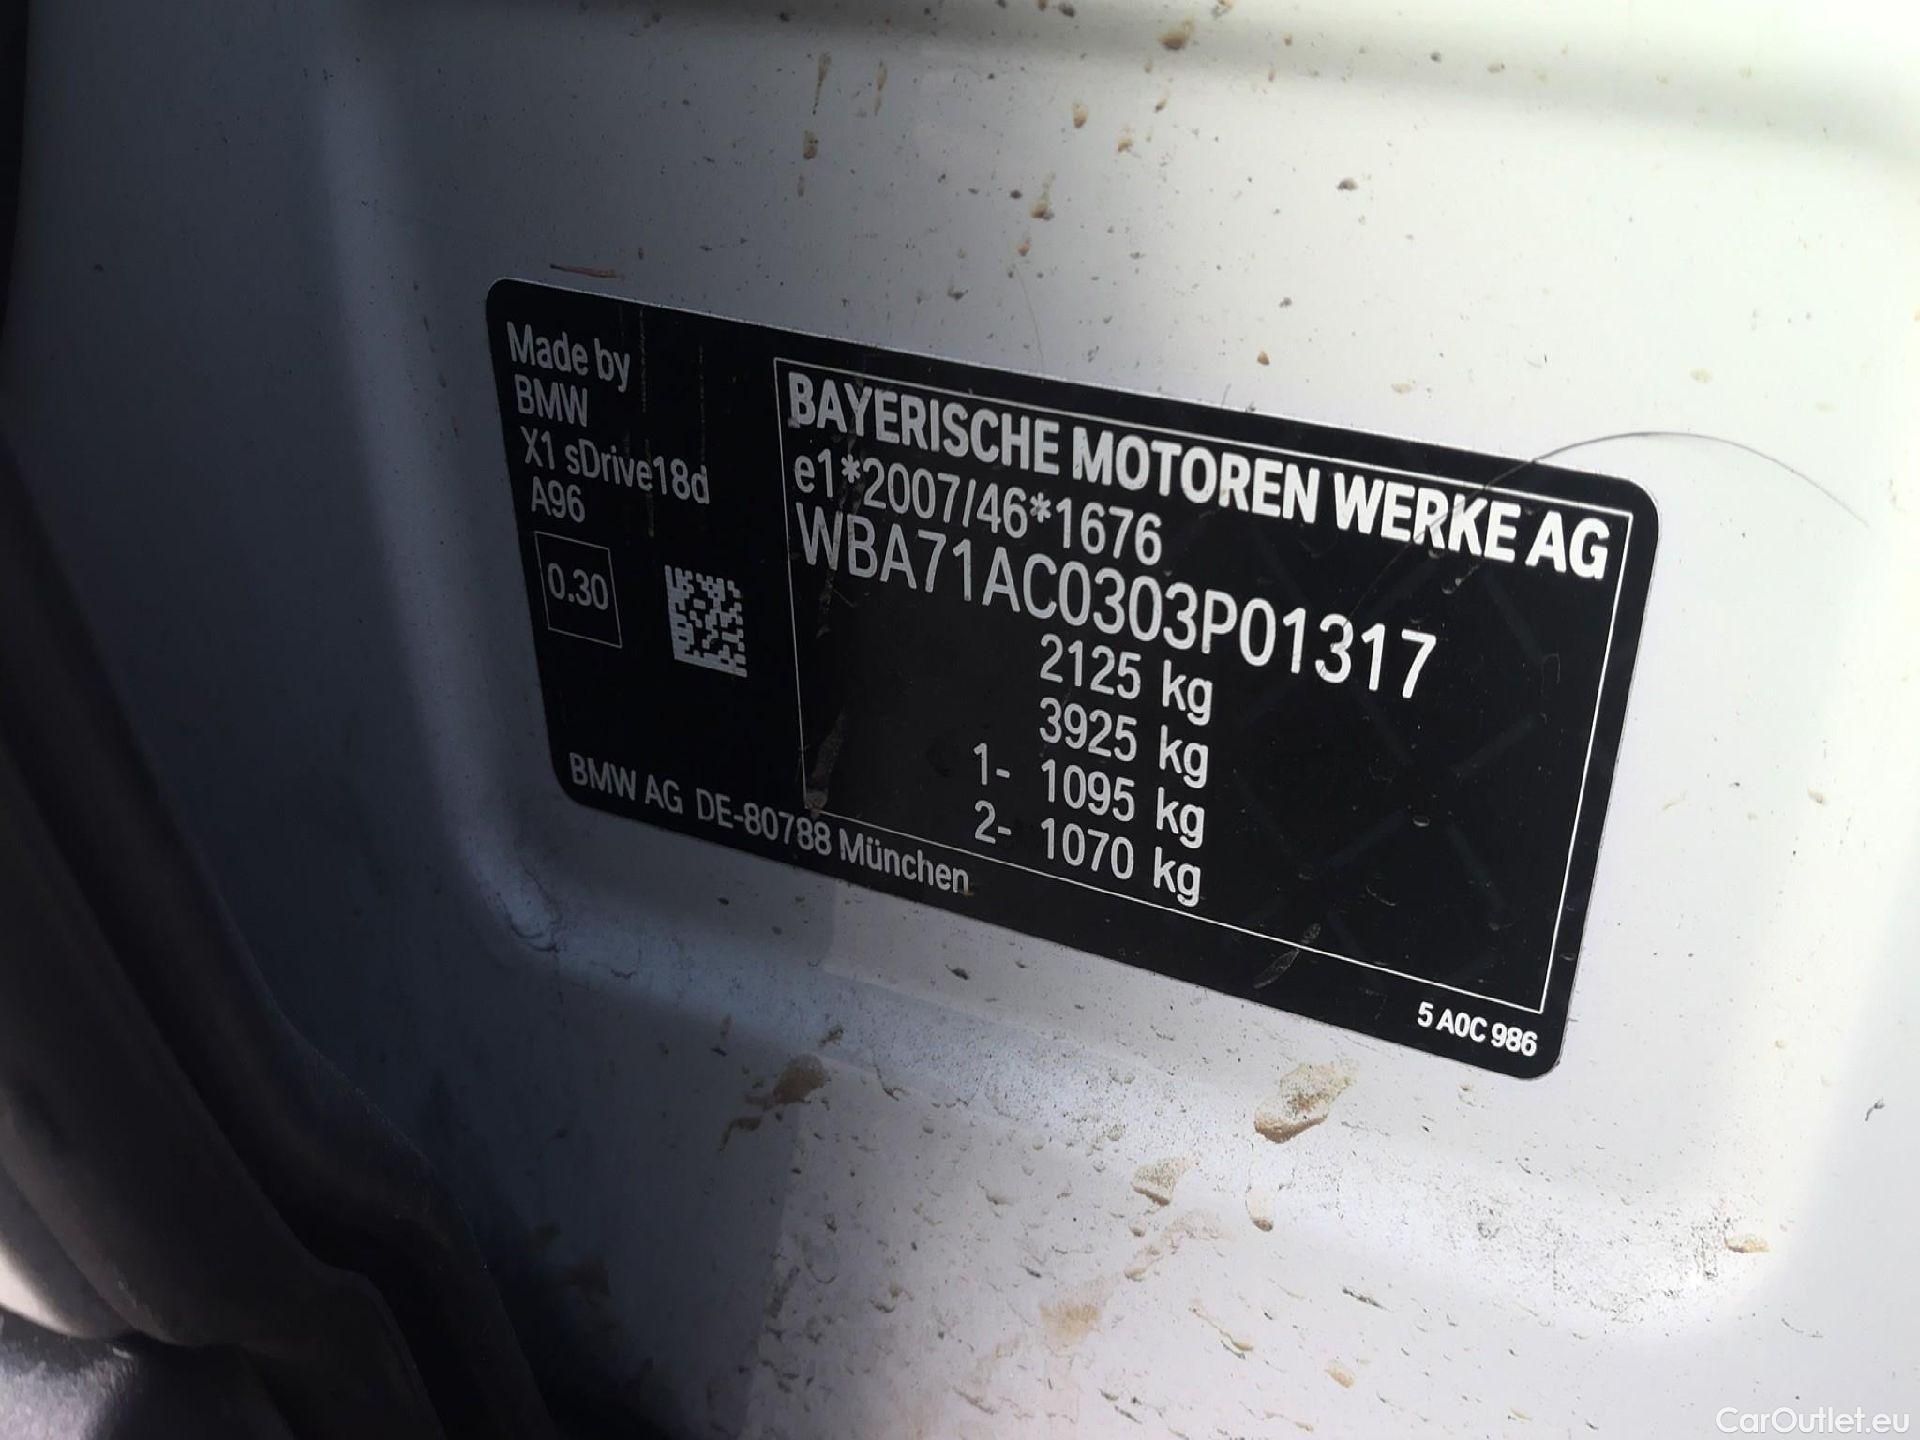 Made by
BMW
X1 sDrive18d
A96
0.30
BAYERISCHE MOTOREN WERKE AG
e1*2007/46*1676
WBA71AC0303P01317
2125 kg
3925 kg
1- 1095 kg
2- 1070 kg
BMW AG DE-80788 München
5 A0C 986
CarOutlet.eu